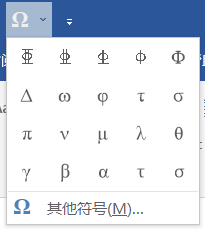 Ω
ϕ Φ
Δ ω φ τ σ
π ν μ λ θ
γ β α τ σ
Ω 其他符号(M)...